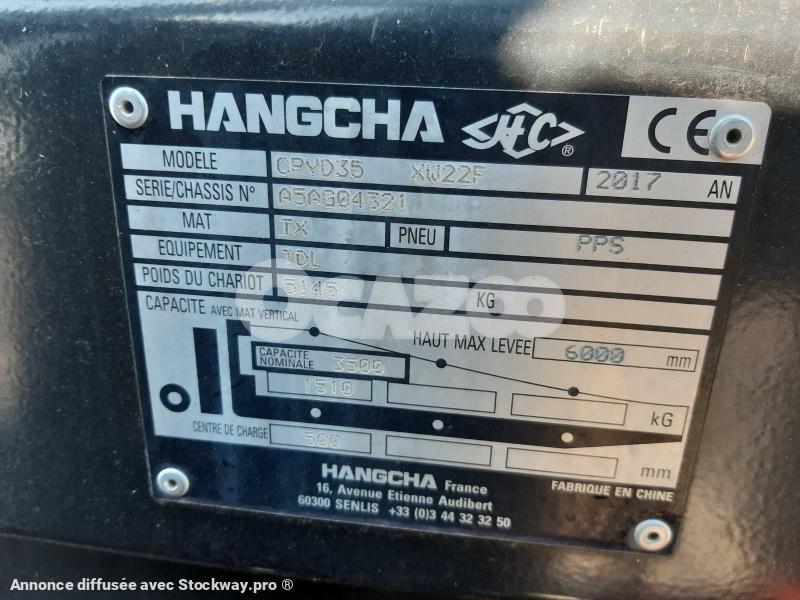 HANGCHA HC ® CE
MODELE CPYD35 XW22F 2017 AN
SERIE/CHASSIS N° A5AG04321
MAT TX PNEU PPS
EQUIPEMENT TDL
POIDS DU CHARIOT 5145 KG
CAPACITE AVEC MAT VERTICAL
HAUT MAX LEVEE 6000 mm
CAPACITE NOMINALE 3500
1510 kG
CENTRE DE CHARGE 500 mm
HANGCHA France
16, Avenue Etienne Audibert
60300 SENLIS +33 (0)3 44 32 32 50
FABRIQUE EN CHINE
OCAZOO
Annonce diffusée avec Stockway.pro ®